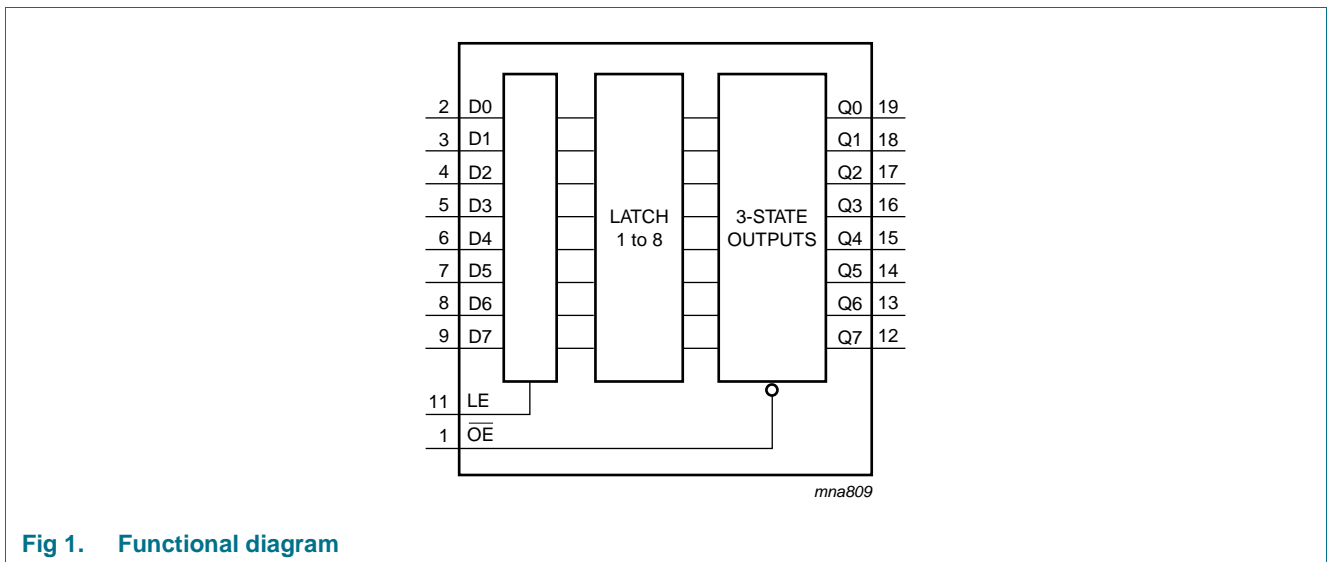 2 D0 Q0 19
3 D1 Q1 18
4 D2 Q2 17
5 D3 LATCH 3-STATE Q3 16
6 D4 1 to 8 OUTPUTS Q4 15
7 D5 Q5 14
8 D6 Q6 13
9 D7 Q7 12
11 LE
1 O̅E̅
mna809
Fig 1. Functional diagram